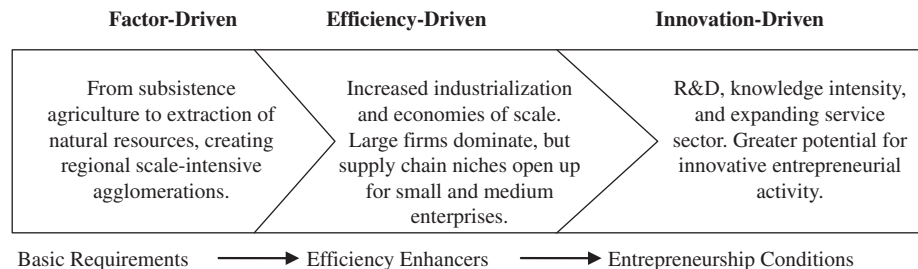 Factor-Driven Efficiency-Driven Innovation-Driven
From subsistence
agriculture to extraction of
natural resources, creating
regional scale-intensive
agglomerations.
Increased industrialization
and economies of scale.
Large firms dominate, but
supply chain niches open up
for small and medium
enterprises.
R&D, knowledge intensity,
and expanding service
sector. Greater potential for
innovative entrepreneurial
activity.
Basic Requirements Efficiency Enhancers Entrepreneurship Conditions